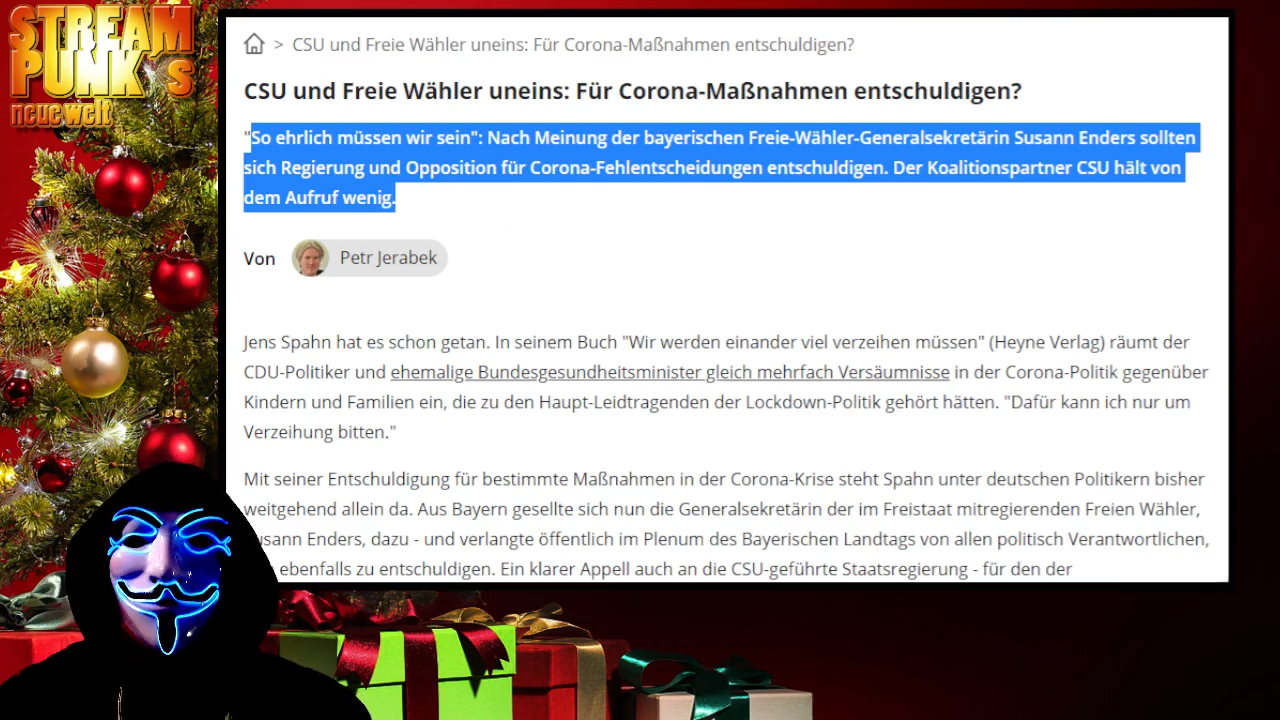 STREAM
PUNK´s
neue welt
> CSU und Freie Wähler uneins: Für Corona-Maßnahmen entschuldigen?
CSU und Freie Wähler uneins: Für Corona-Maßnahmen entschuldigen?
"So ehrlich müssen wir sein": Nach Meinung der bayerischen Freie-Wähler-Generalsekretärin Susann Enders sollten
sich Regierung und Opposition für Corona-Fehlentscheidungen entschuldigen. Der Koalitionspartner CSU hält von
dem Aufruf wenig.
Von Petr Jerabek
Jens Spahn hat es schon getan. In seinem Buch "Wir werden einander viel verzeihen müssen" (Heyne Verlag) räumt der
CDU-Politiker und ehemalige Bundesgesundheitsminister gleich mehrfach Versäumnisse in der Corona-Politik gegenüber
Kindern und Familien ein, die zu den Haupt-Leidtragenden der Lockdown-Politik gehört hätten. "Dafür kann ich nur um
Verzeihung bitten."
Mit seiner Entschuldigung für bestimmte Maßnahmen in der Corona-Krise steht Spahn unter deutschen Politikern bisher
weitgehend allein da. Aus Bayern gesellte sich nun die Generalsekretärin der im Freistaat mitregierenden Freien Wähler,
usann Enders, dazu - und verlangte öffentlich im Plenum des Bayerischen Landtags von allen politisch Verantwortlichen,
ebenfalls zu entschuldigen. Ein klarer Appell auch an die CSU-geführte Staatsregierung - für den der